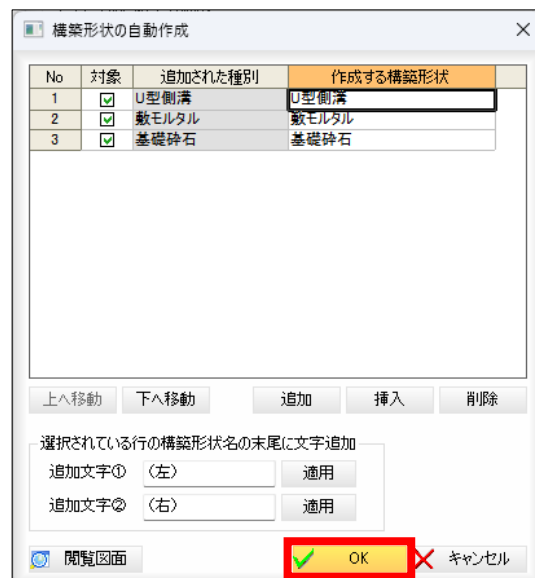 構築形状の自動作成
No 対象 追加された種別 作成する構築形状
1 U型側溝 U型側溝
2 敷モルタル 敷モルタル
3 基礎砕石 基礎砕石
上へ移動 下へ移動 追加 挿入 削除
選択されている行の構築形状名の末尾に文字追加
追加文字① (左) 適用
追加文字② (右) 適用
閲覧図面 OK キャンセル